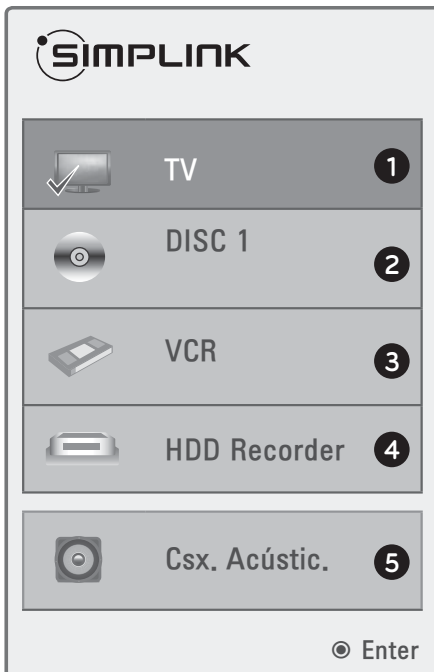 SIMPLINK
TV 1
DISC 1 2
VCR 3
HDD Recorder 4
Csx. Acústic. 5
◉ Enter